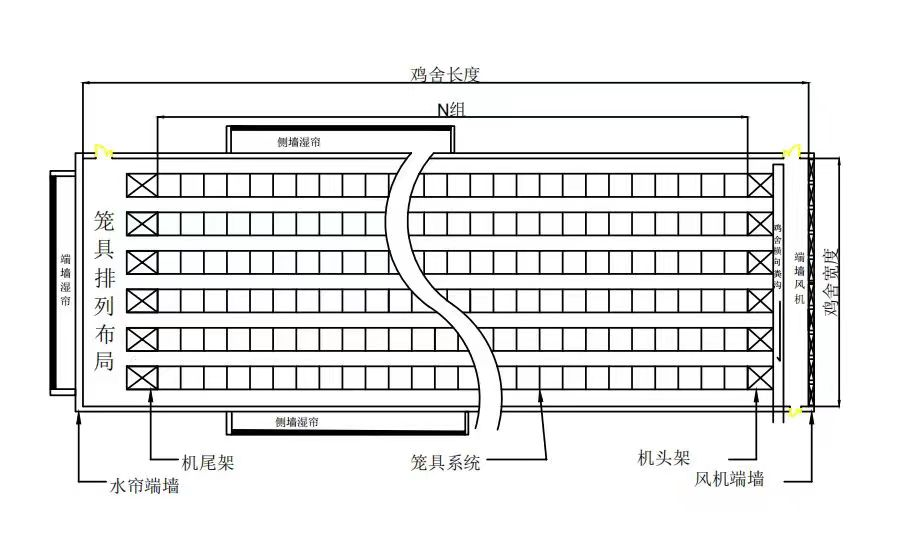 鸡舍长度
N组
侧墙湿帘
笼具排列布局
端墙湿帘
鸡舍横向粪沟
端墙风机
鸡舍宽度
侧墙湿帘
机尾架
笼具系统
机头架
水帘端墙
风机端墙